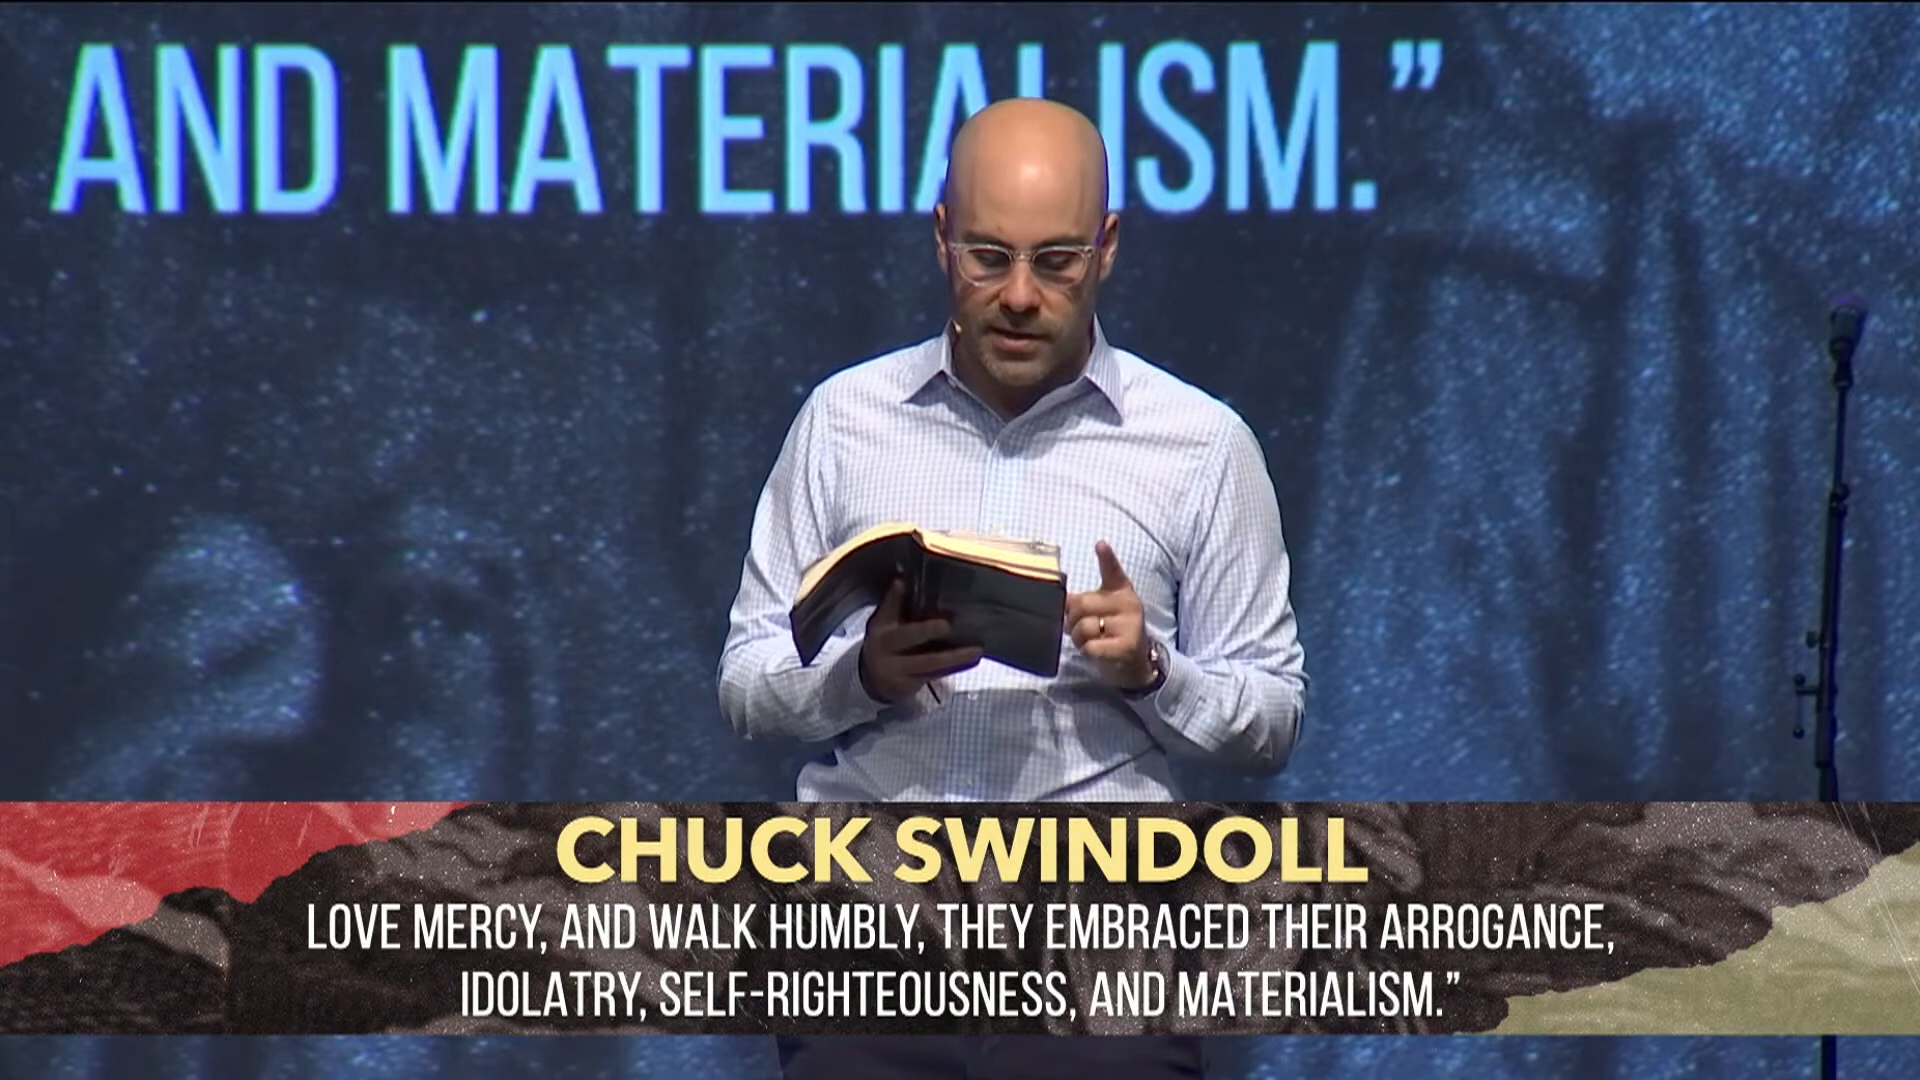 AND MATERIALISM.”
CHUCK SWINDOLL
LOVE MERCY, AND WALK HUMBLY, THEY EMBRACED THEIR ARROGANCE,
IDOLATRY, SELF-RIGHTEOUSNESS, AND MATERIALISM.”